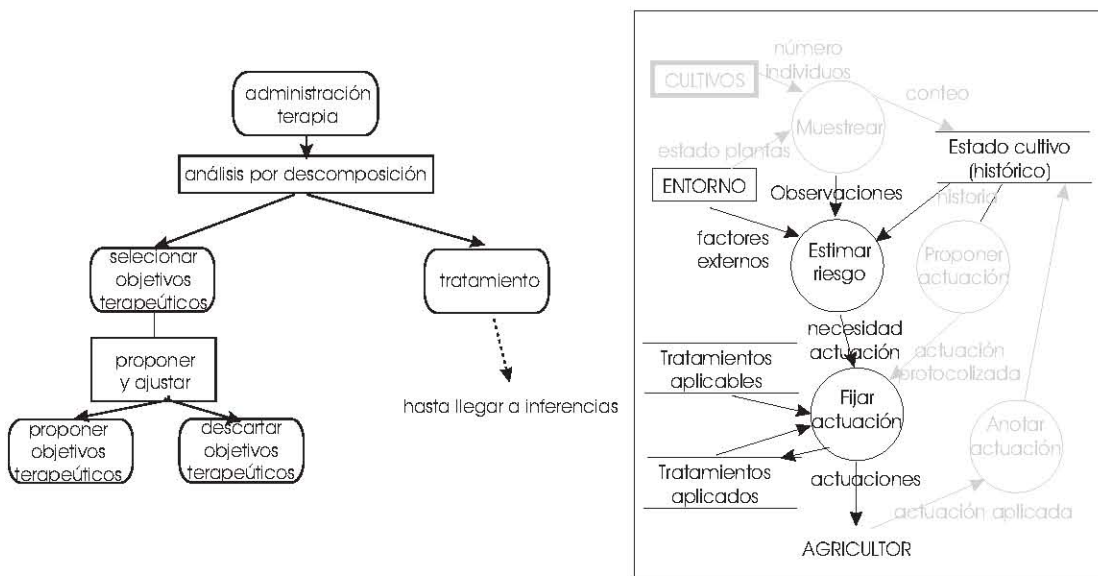 administración
terapia
análisis por descomposición
selecionar
objetivos
terapeúticos
tratamiento
proponer
y ajustar
hasta llegar a inferencias
proponer
objetivos
terapeúticos
descartar
objetivos
terapeúticos
número
individuos
CULTIVOS
conteo
Muestrear
estado plantas
Estado cultivo
(histórico)
ENTORNO
Observaciones
historia
factores
externos
Estimar
riesgo
Proponer
actuación
necesidad
actuación
Tratamientos
aplicables
actuación
protocolizada
Fijar
actuación
Anotar
actuación
Tratamientos
aplicados
actuaciones
actuación aplicada
AGRICULTOR